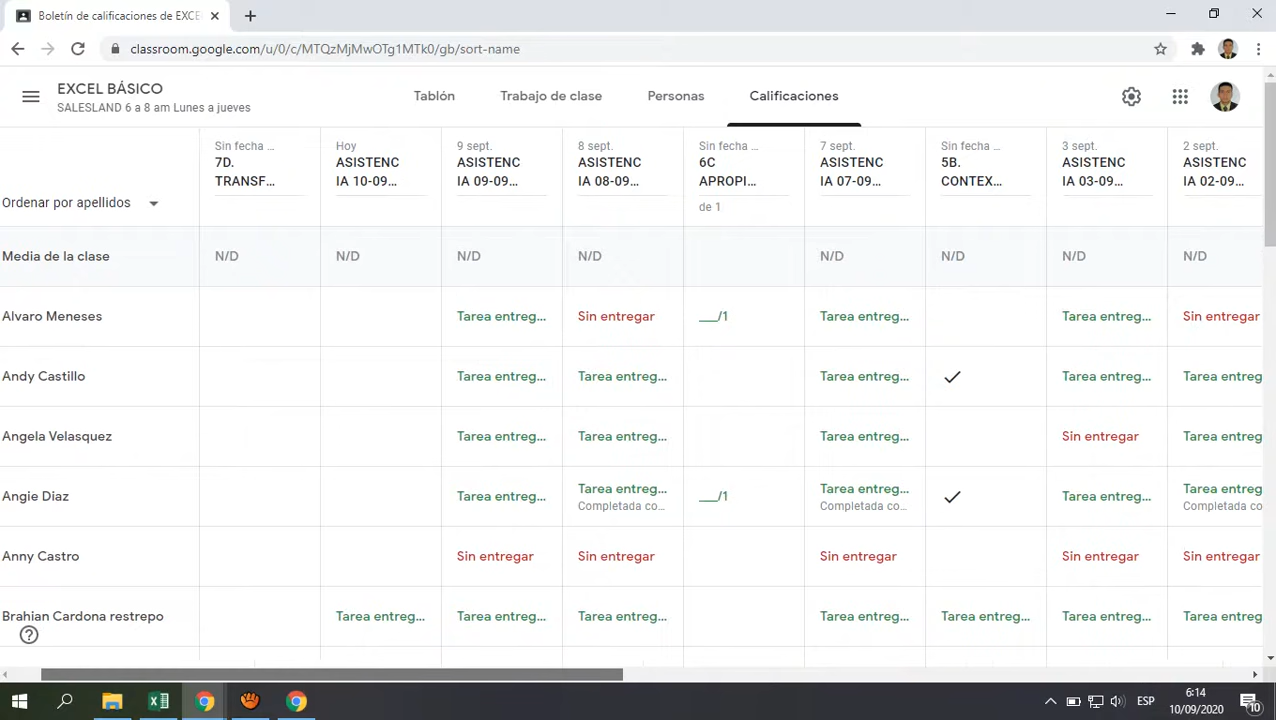 Boletín de calificaciones de EXCE
classroom.google.com/u/0/c/MTQzMjMwOTg1MTk0/gb/sort-name
EXCEL BÁSICO
SALESLAND 6 a 8 am Lunes a jueves
Tablón Trabajo de clase Personas Calificaciones
Sin fecha ... Hoy 9 sept. 8 sept. Sin fecha ... 7 sept. Sin fecha ... 3 sept. 2 sept.
7D. ASISTENC ASISTENC ASISTENC 6C ASISTENC 5B. ASISTENC ASISTENC
TRANSF... IA 10-09... IA 09-09... IA 08-09... APROPI... IA 07-09... CONTEX... IA 03-09... IA 02-09...
Ordenar por apellidos de 1
Media de la clase N/D N/D N/D N/D N/D N/D N/D N/D
Alvaro Meneses Tarea entreg... Sin entregar ___/1 Tarea entreg... Tarea entreg... Sin entregar
Andy Castillo Tarea entreg... Tarea entreg... Tarea entreg... Tarea entreg... Tarea entreg
Angela Velasquez Tarea entreg... Tarea entreg... Tarea entreg... Sin entregar Tarea entreg
Angie Diaz Tarea entreg... Tarea entreg... ___/1 Tarea entreg... Tarea entreg... Tarea entreg
Completada co... Completada co... Completada co
Anny Castro Sin entregar Sin entregar Sin entregar Sin entregar Sin entregar
Brahian Cardona restrepo Tarea entreg... Tarea entreg... Tarea entreg... Tarea entreg... Tarea entreg... Tarea entreg... Tarea entreg
ESP
6:14
10/09/2020
10